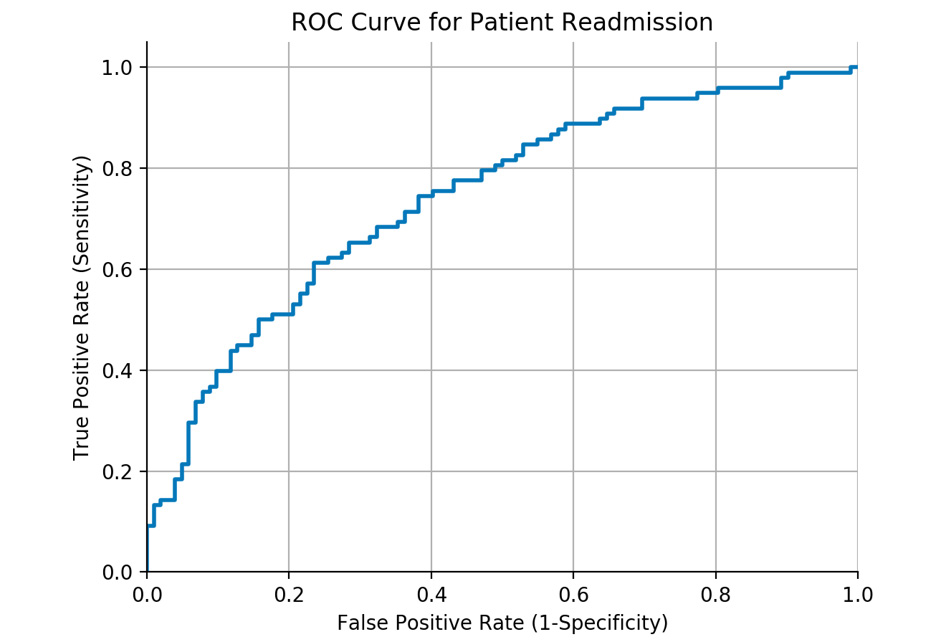 ROC Curve for Patient Readmission
True Positive Rate (Sensitivity)
1.0
0.8
0.6
0.4
0.2
0.0
0.0 0.2 0.4 0.6 0.8 1.0
False Positive Rate (1-Specificity)